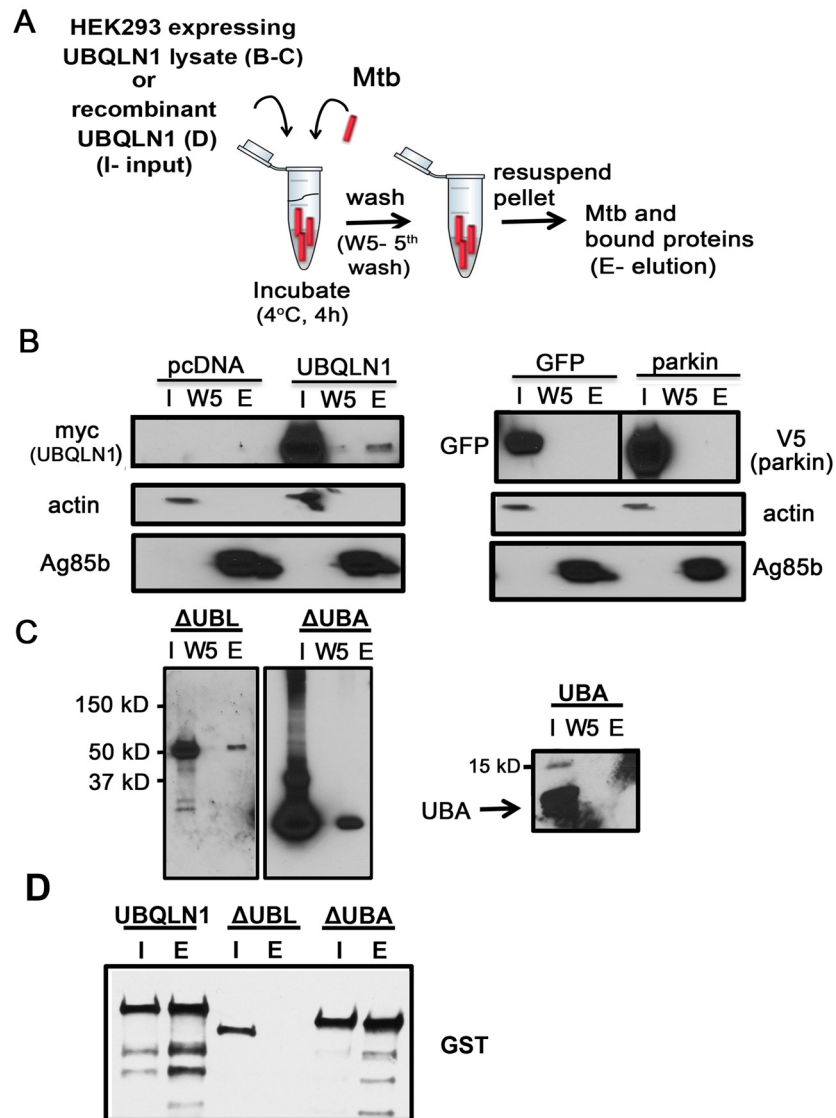 A
HEK293 expressing
UBQLN1 lysate (B-C)
or
recombinant
UBQLN1 (D)
(I- input)
Mtb
Incubate
(4°C, 4h)
wash
(W5- 5th
wash)
resuspend
pellet
Mtb and
bound proteins
(E- elution)
B
pcDNA UBQLN1
I W5 E I W5 E
myc
(UBQLN1)
actin
Ag85b
GFP parkin
I W5 E I W5 E
GFP
V5
(parkin)
actin
Ag85b
C
ΔUBL ΔUBA
I W5 E I W5 E
150 kD
50 kD
37 kD
UBA
I W5 E
15 kD
UBA
D
UBQLN1 ΔUBL ΔUBA
I E I E I E
GST